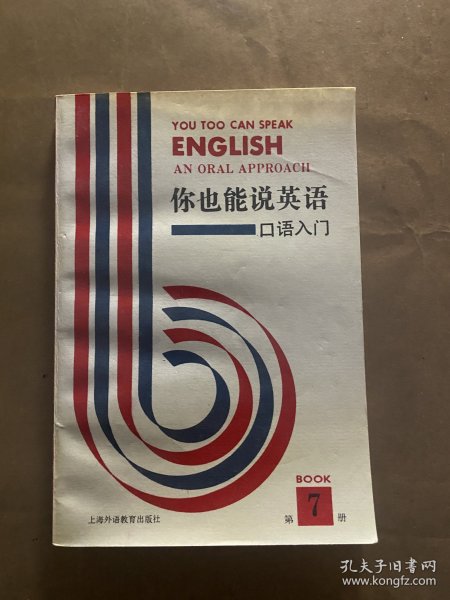 YOU TOO CAN SPEAK
ENGLISH
AN ORAL APPROACH
你也能说英语
口语入门
BOOK
第 7 册
上海外语教育出版社
孔夫子旧书网
www.kongfz.com